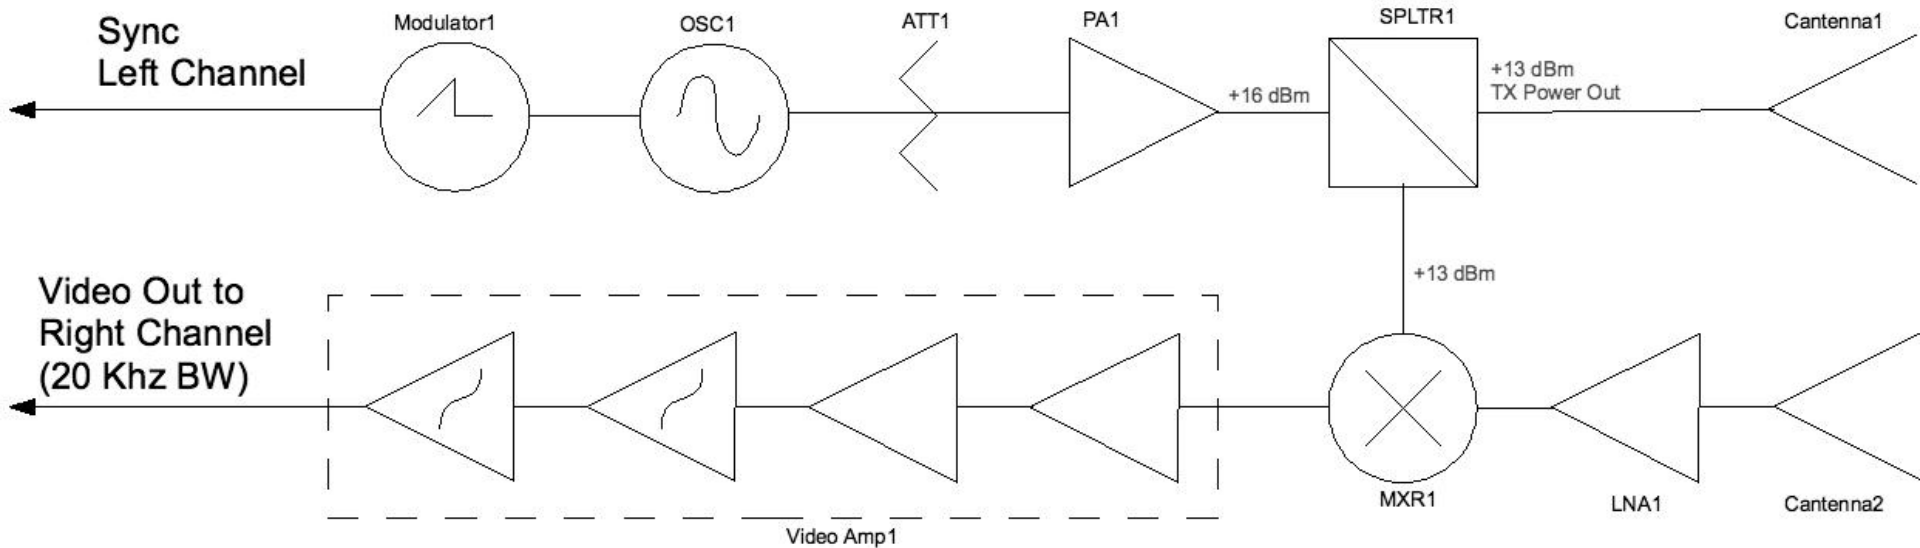 Sync
Left Channel
Modulator1
OSC1
ATT1
PA1
+16 dBm
SPLTR1
+13 dBm
TX Power Out
Cantenna1
+13 dBm
Video Out to
Right Channel
(20 Khz BW)
Video Amp1
MXR1
LNA1
Cantenna2